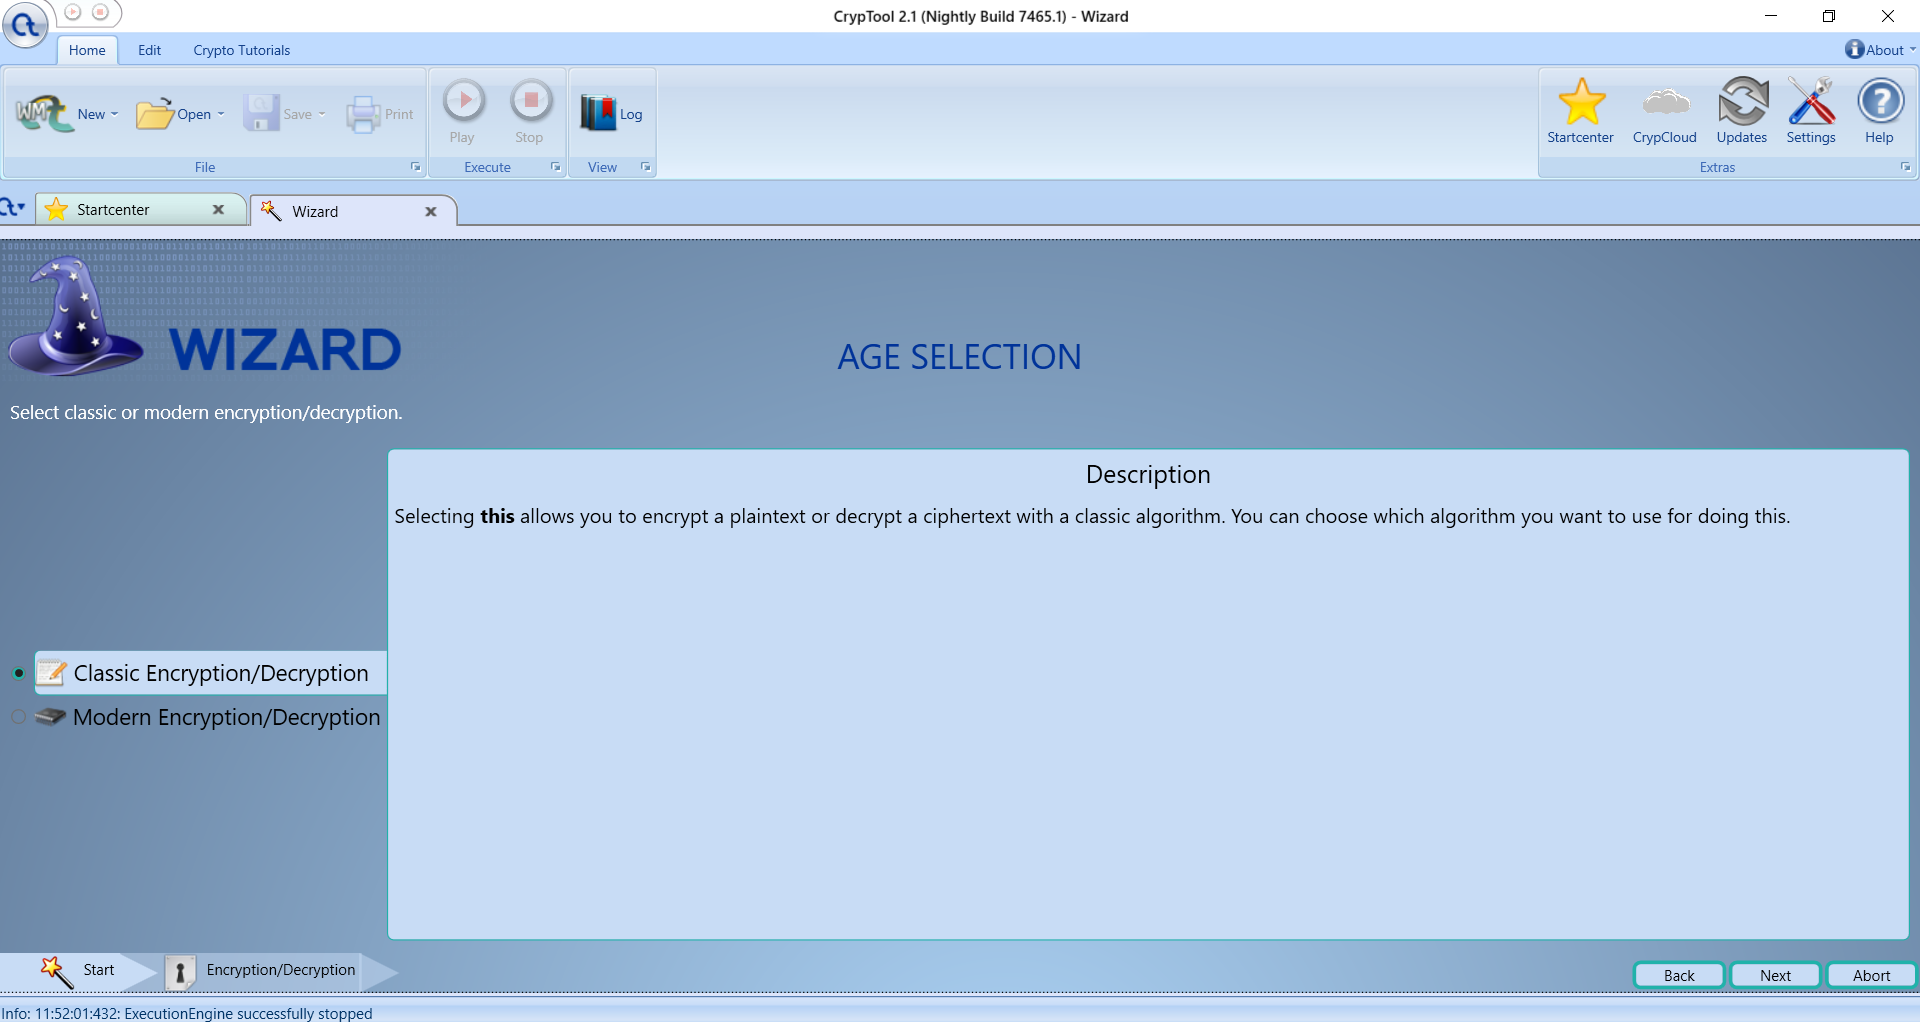 CrypTool 2.1 (Nightly Build 7465.1) - Wizard
Home Edit Crypto Tutorials About
New Open Save Print Play Stop Log Startcenter CrypCloud Updates Settings Help
File Execute View Extras
Startcenter Wizard
WIZARD
AGE SELECTION
Select classic or modern encryption/decryption.
Description
Selecting this allows you to encrypt a plaintext or decrypt a ciphertext with a classic algorithm. You can choose which algorithm you want to use for doing this.
Classic Encryption/Decryption
Modern Encryption/Decryption
Start Encryption/Decryption Back Next Abort
Info: 11:52:01:432: ExecutionEngine successfully stopped